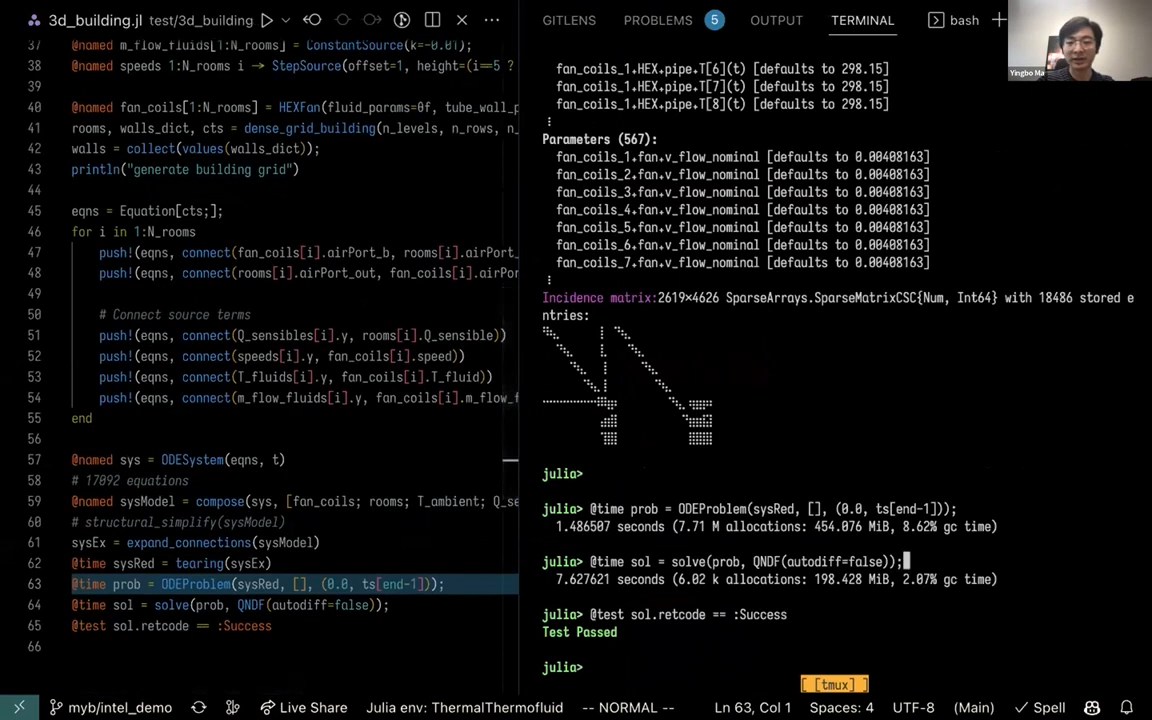 3d_building.jl test/3d_building
GITLENS PROBLEMS 5 OUTPUT TERMINAL bash
Yingbo Ma
37 @named m_flow_fluids[1:N_rooms] = ConstantSource(k=-0.01);
38 @named speeds 1:N_rooms i -> StepSource(offset=1, height=(i==5 ?
39
40 @named fan_coils[1:N_rooms] = HEXFan(fluid_params=0f, tube_wall_p
41 rooms, walls_dict, cts = dense_grid_building(n_levels, n_rows, n_
42 walls = collect(values(walls_dict));
43 println("generate building grid")
44
45 eqns = Equation[cts;];
46 for i in 1:N_rooms
47 push!(eqns, connect(fan_coils[i].airPort_b, rooms[i].airPort_
48 push!(eqns, connect(rooms[i].airPort_out, fan_coils[i].airPor
49
50 # Connect source terms
51 push!(eqns, connect(Q_sensibles[i].y, rooms[i].Q_sensible))
52 push!(eqns, connect(speeds[i].y, fan_coils[i].speed))
53 push!(eqns, connect(T_fluids[i].y, fan_coils[i].T_fluid))
54 push!(eqns, connect(m_flow_fluids[i].y, fan_coils[i].m_flow_f
55 end
56
57 @named sys = ODESystem(eqns, t)
58 # 17092 equations
59 @named sysModel = compose(sys, [fan_coils; rooms; T_ambient; Q_se
60 # structural_simplify(sysModel)
61 sysEx = expand_connections(sysModel)
62 @time sysRed = tearing(sysEx)
63 @time prob = ODEProblem(sysRed, [], (0.0, ts[end-1]));
64 @time sol = solve(prob, QNDF(autodiff=false));
65 @test sol.retcode == :Success
66
fan_coils_1₊HEX₊pipe₊T[6](t) [defaults to 298.15]
fan_coils_1₊HEX₊pipe₊T[7](t) [defaults to 298.15]
fan_coils_1₊HEX₊pipe₊T[8](t) [defaults to 298.15]
⋮
Parameters (567):
fan_coils_1₊fan₊v_flow_nominal [defaults to 0.00408163]
fan_coils_2₊fan₊v_flow_nominal [defaults to 0.00408163]
fan_coils_3₊fan₊v_flow_nominal [defaults to 0.00408163]
fan_coils_4₊fan₊v_flow_nominal [defaults to 0.00408163]
fan_coils_5₊fan₊v_flow_nominal [defaults to 0.00408163]
fan_coils_6₊fan₊v_flow_nominal [defaults to 0.00408163]
fan_coils_7₊fan₊v_flow_nominal [defaults to 0.00408163]
⋮
Incidence matrix:2619×4626 SparseArrays.SparseMatrixCSC{Num, Int64} with 18486 stored e
ntries:
julia>
julia> @time prob = ODEProblem(sysRed, [], (0.0, ts[end-1]));
1.486507 seconds (7.71 M allocations: 454.076 MiB, 8.62% gc time)
julia> @time sol = solve(prob, QNDF(autodiff=false));
7.627621 seconds (6.02 k allocations: 198.428 MiB, 2.07% gc time)
julia> @test sol.retcode == :Success
Test Passed
julia>
[ [tmux] ]
myb/intel_demo Live Share Julia env: ThermalThermofluid -- NORMAL -- Ln 63, Col 1 Spaces: 4 UTF-8 (Main) Spell